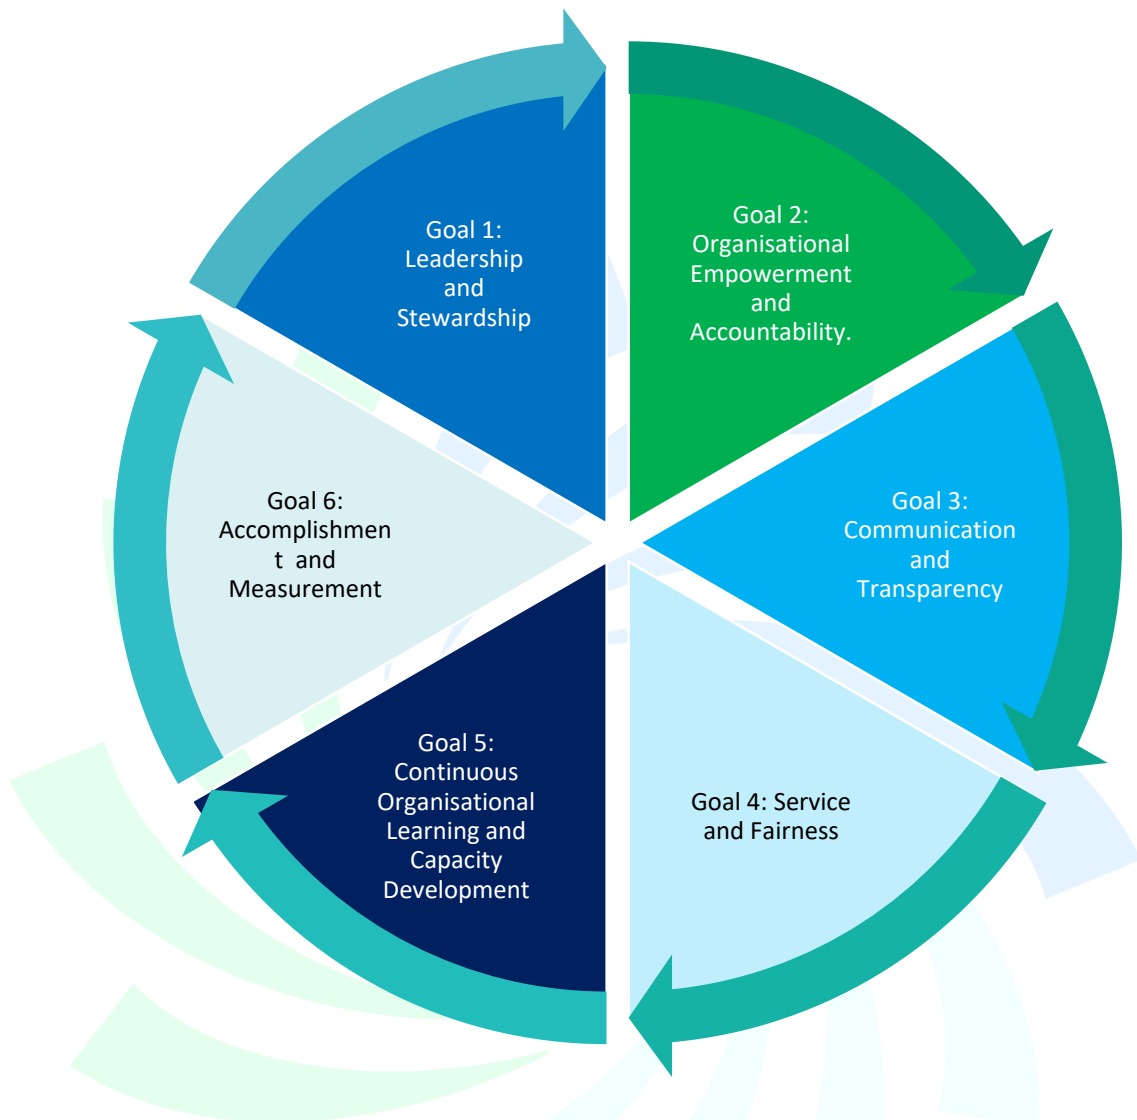 Goal 1:
Leadership
and
Stewardship
Goal 2:
Organisational
Empowerment
and
Accountability.
Goal 3:
Communication
and
Transparency
Goal 4: Service
and Fairness
Goal 5:
Continuous
Organisational
Learning and
Capacity
Development
Goal 6:
Accomplishmen
t  and
Measurement